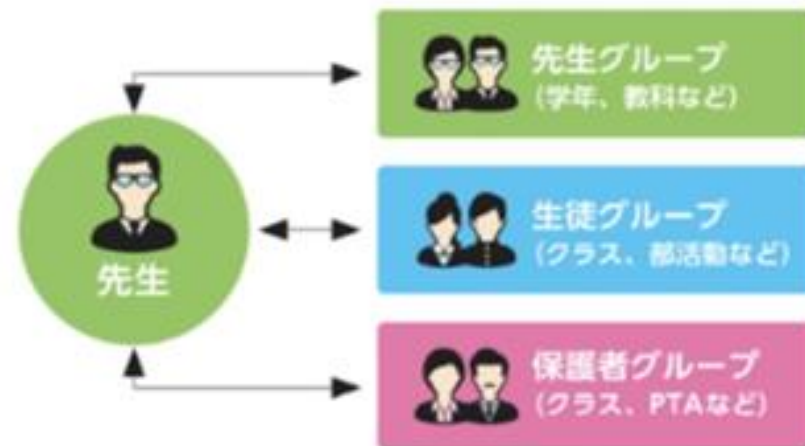 先生
先生グループ
(学年、教科など)
生徒グループ
(クラス、部活動など)
保護者グループ
(クラス、PTAなど)